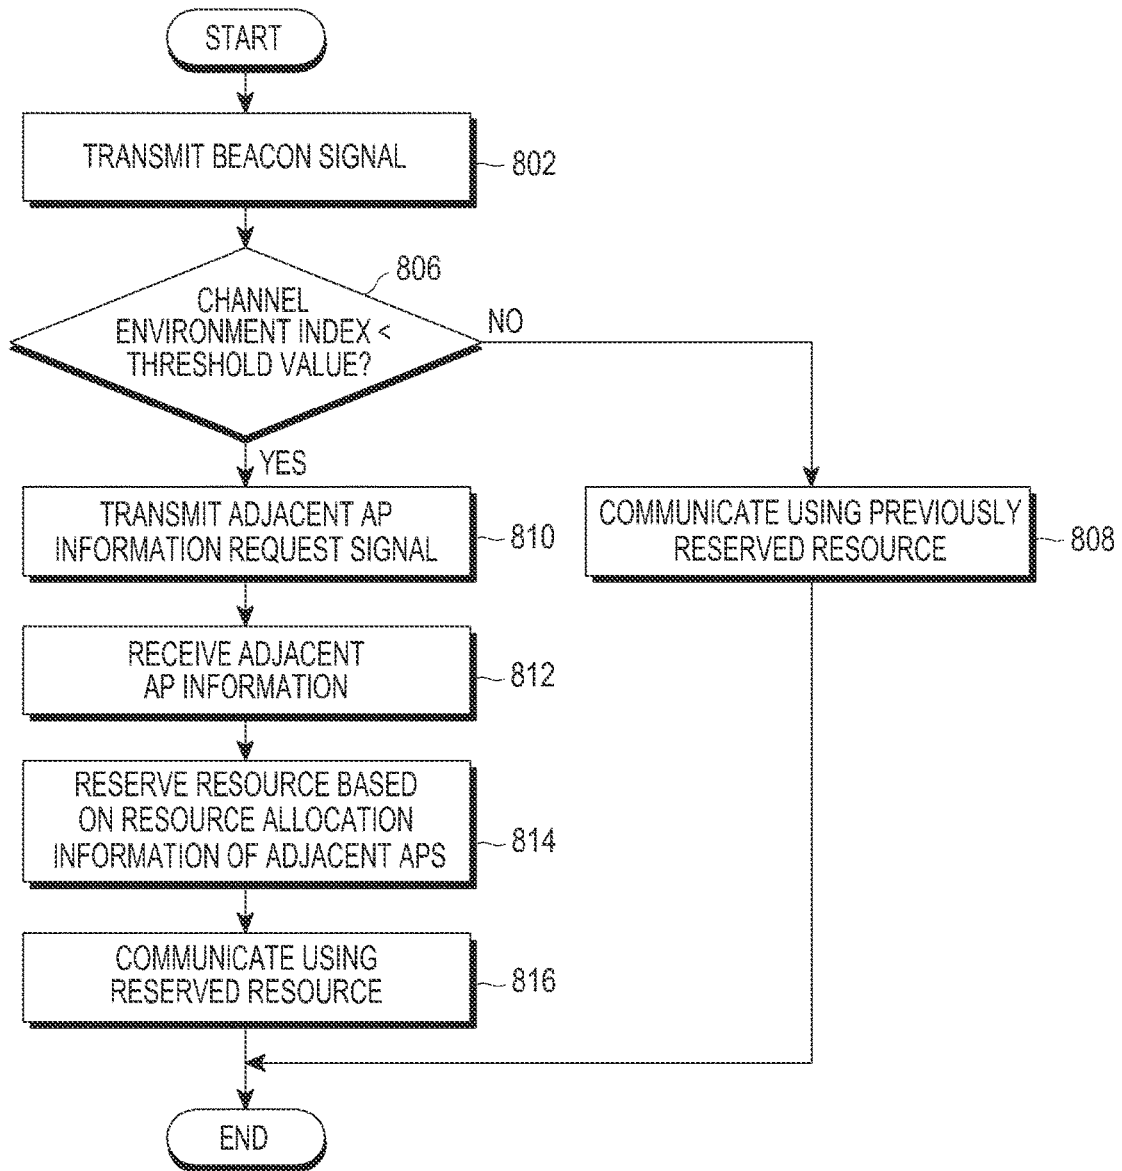 START
TRANSMIT BEACON SIGNAL
802
806
CHANNEL
ENVIRONMENT INDEX <
THRESHOLD VALUE?
NO
YES
TRANSMIT ADJACENT AP
INFORMATION REQUEST SIGNAL
810
COMMUNICATE USING PREVIOUSLY
RESERVED RESOURCE
808
RECEIVE ADJACENT
AP INFORMATION
812
RESERVE RESOURCE BASED
ON RESOURCE ALLOCATION
INFORMATION OF ADJACENT APS
814
COMMUNICATE USING
RESERVED RESOURCE
816
END